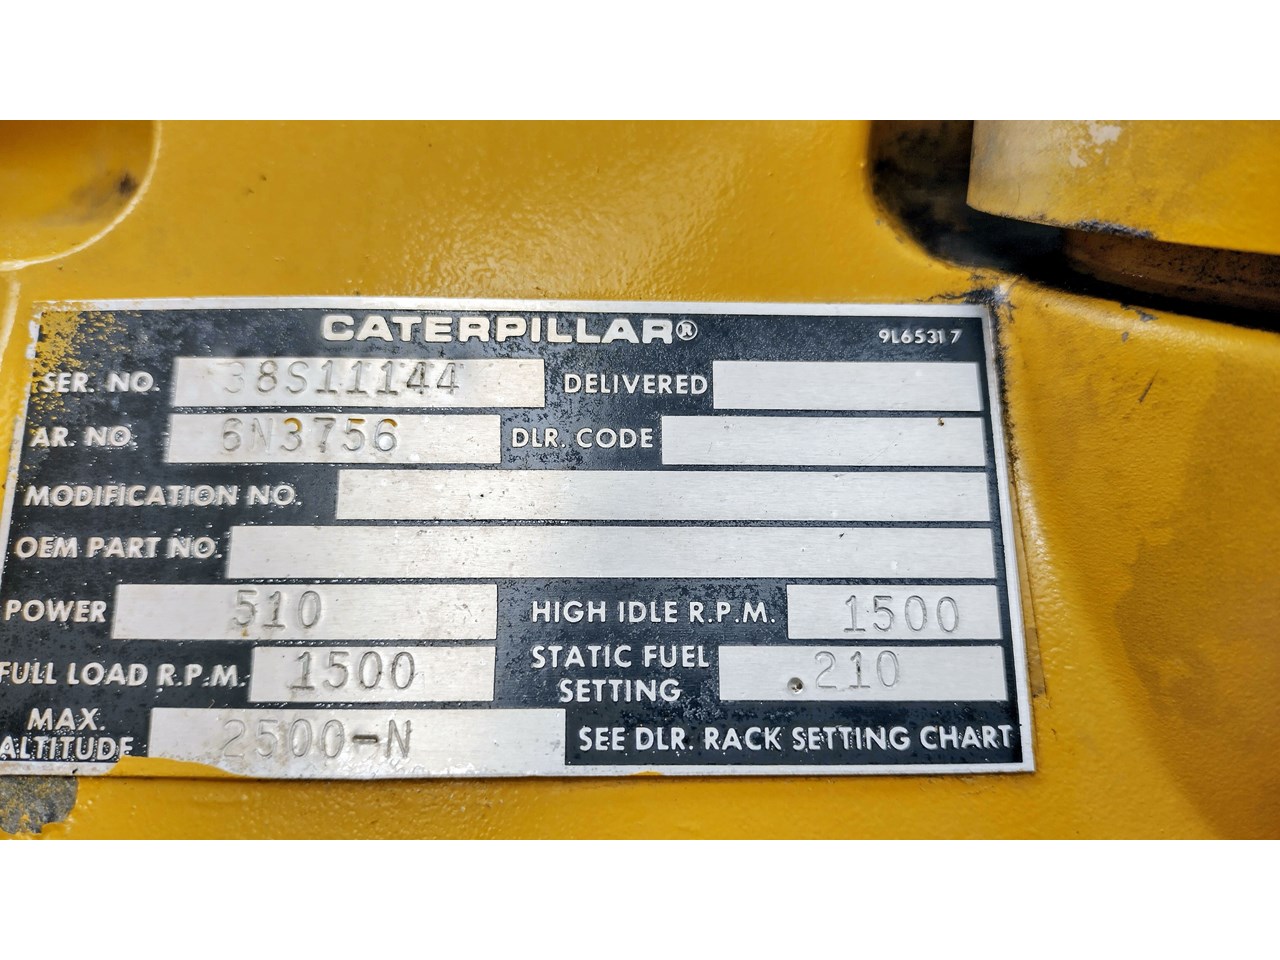 CATERPILLAR® 9L6531 7
SER. NO. 38S11144 DELIVERED
AR. NO. 6N3756 DLR. CODE
MODIFICATION NO.
OEM PART NO.
POWER 510 HIGH IDLE R.P.M. 1500
FULL LOAD R.P.M. 1500 STATIC FUEL SETTING .210
MAX ALTITUDE 2500-N SEE DLR. RACK SETTING CHART